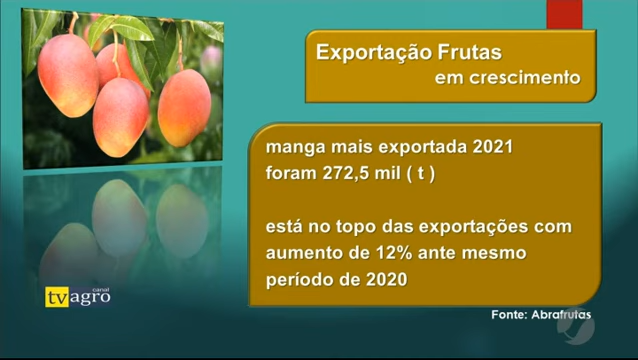 Exportação Frutas
em crescimento
manga mais exportada 2021
foram 272,5 mil ( t )
está no topo das exportações com
aumento de 12% ante mesmo
período de 2020
canal
tv agro
Fonte: Abrafrutas